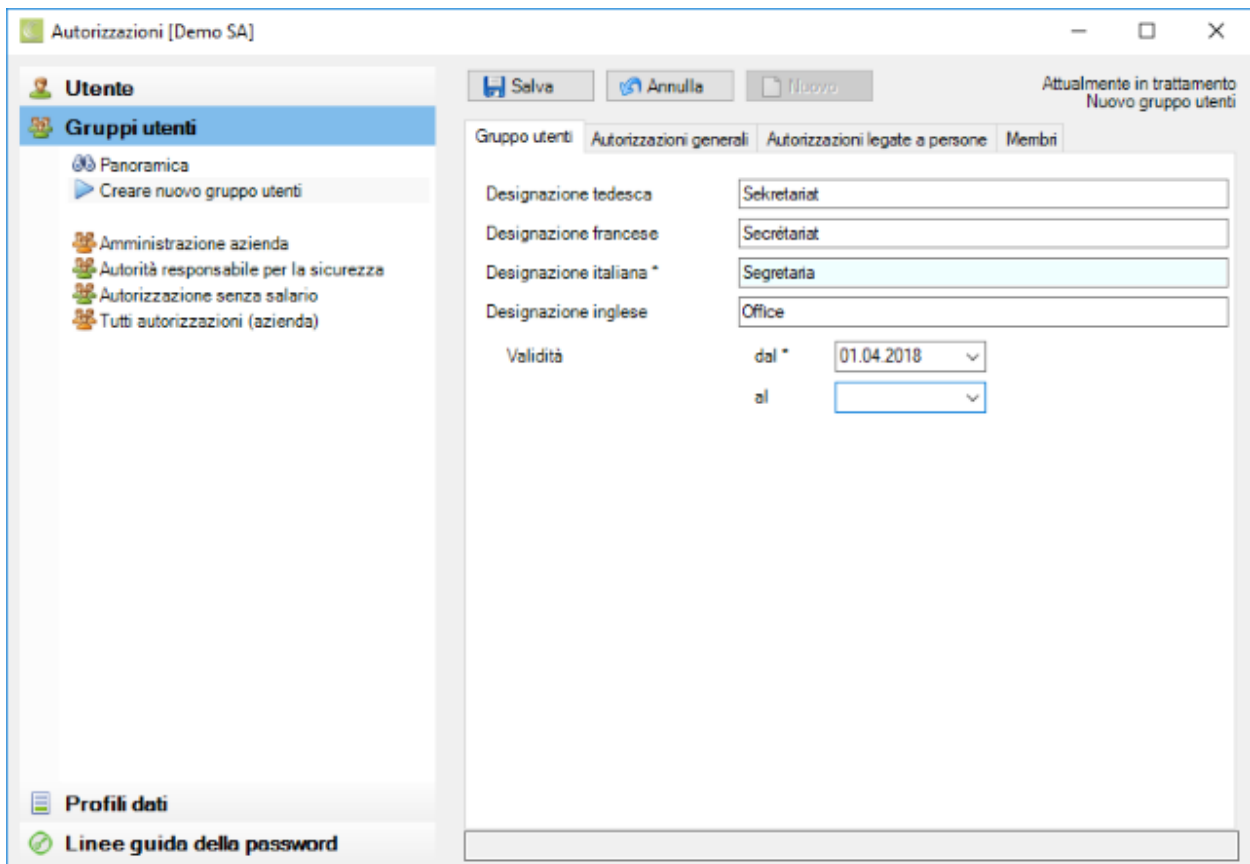 Autorizzazioni [Demo SA]
Utente
Gruppi utenti
Panoramica
Creare nuovo gruppo utenti
Amministrazione azienda
Autorità responsabile per la sicurezza
Autorizzazione senza salario
Tutti autorizzazioni (azienda)
Profili dati
Linee guida della password
Salva Annulla Nuovo
Attualmente in trattamento
Nuovo gruppo utenti
Gruppo utenti Autorizzazioni generali Autorizzazioni legate a persone Membri
Designazione tedesca Sekretariat
Designazione francese Secrétariat
Designazione italiana * Segretaria
Designazione inglese Office
Validità dal * 01.04.2018
al